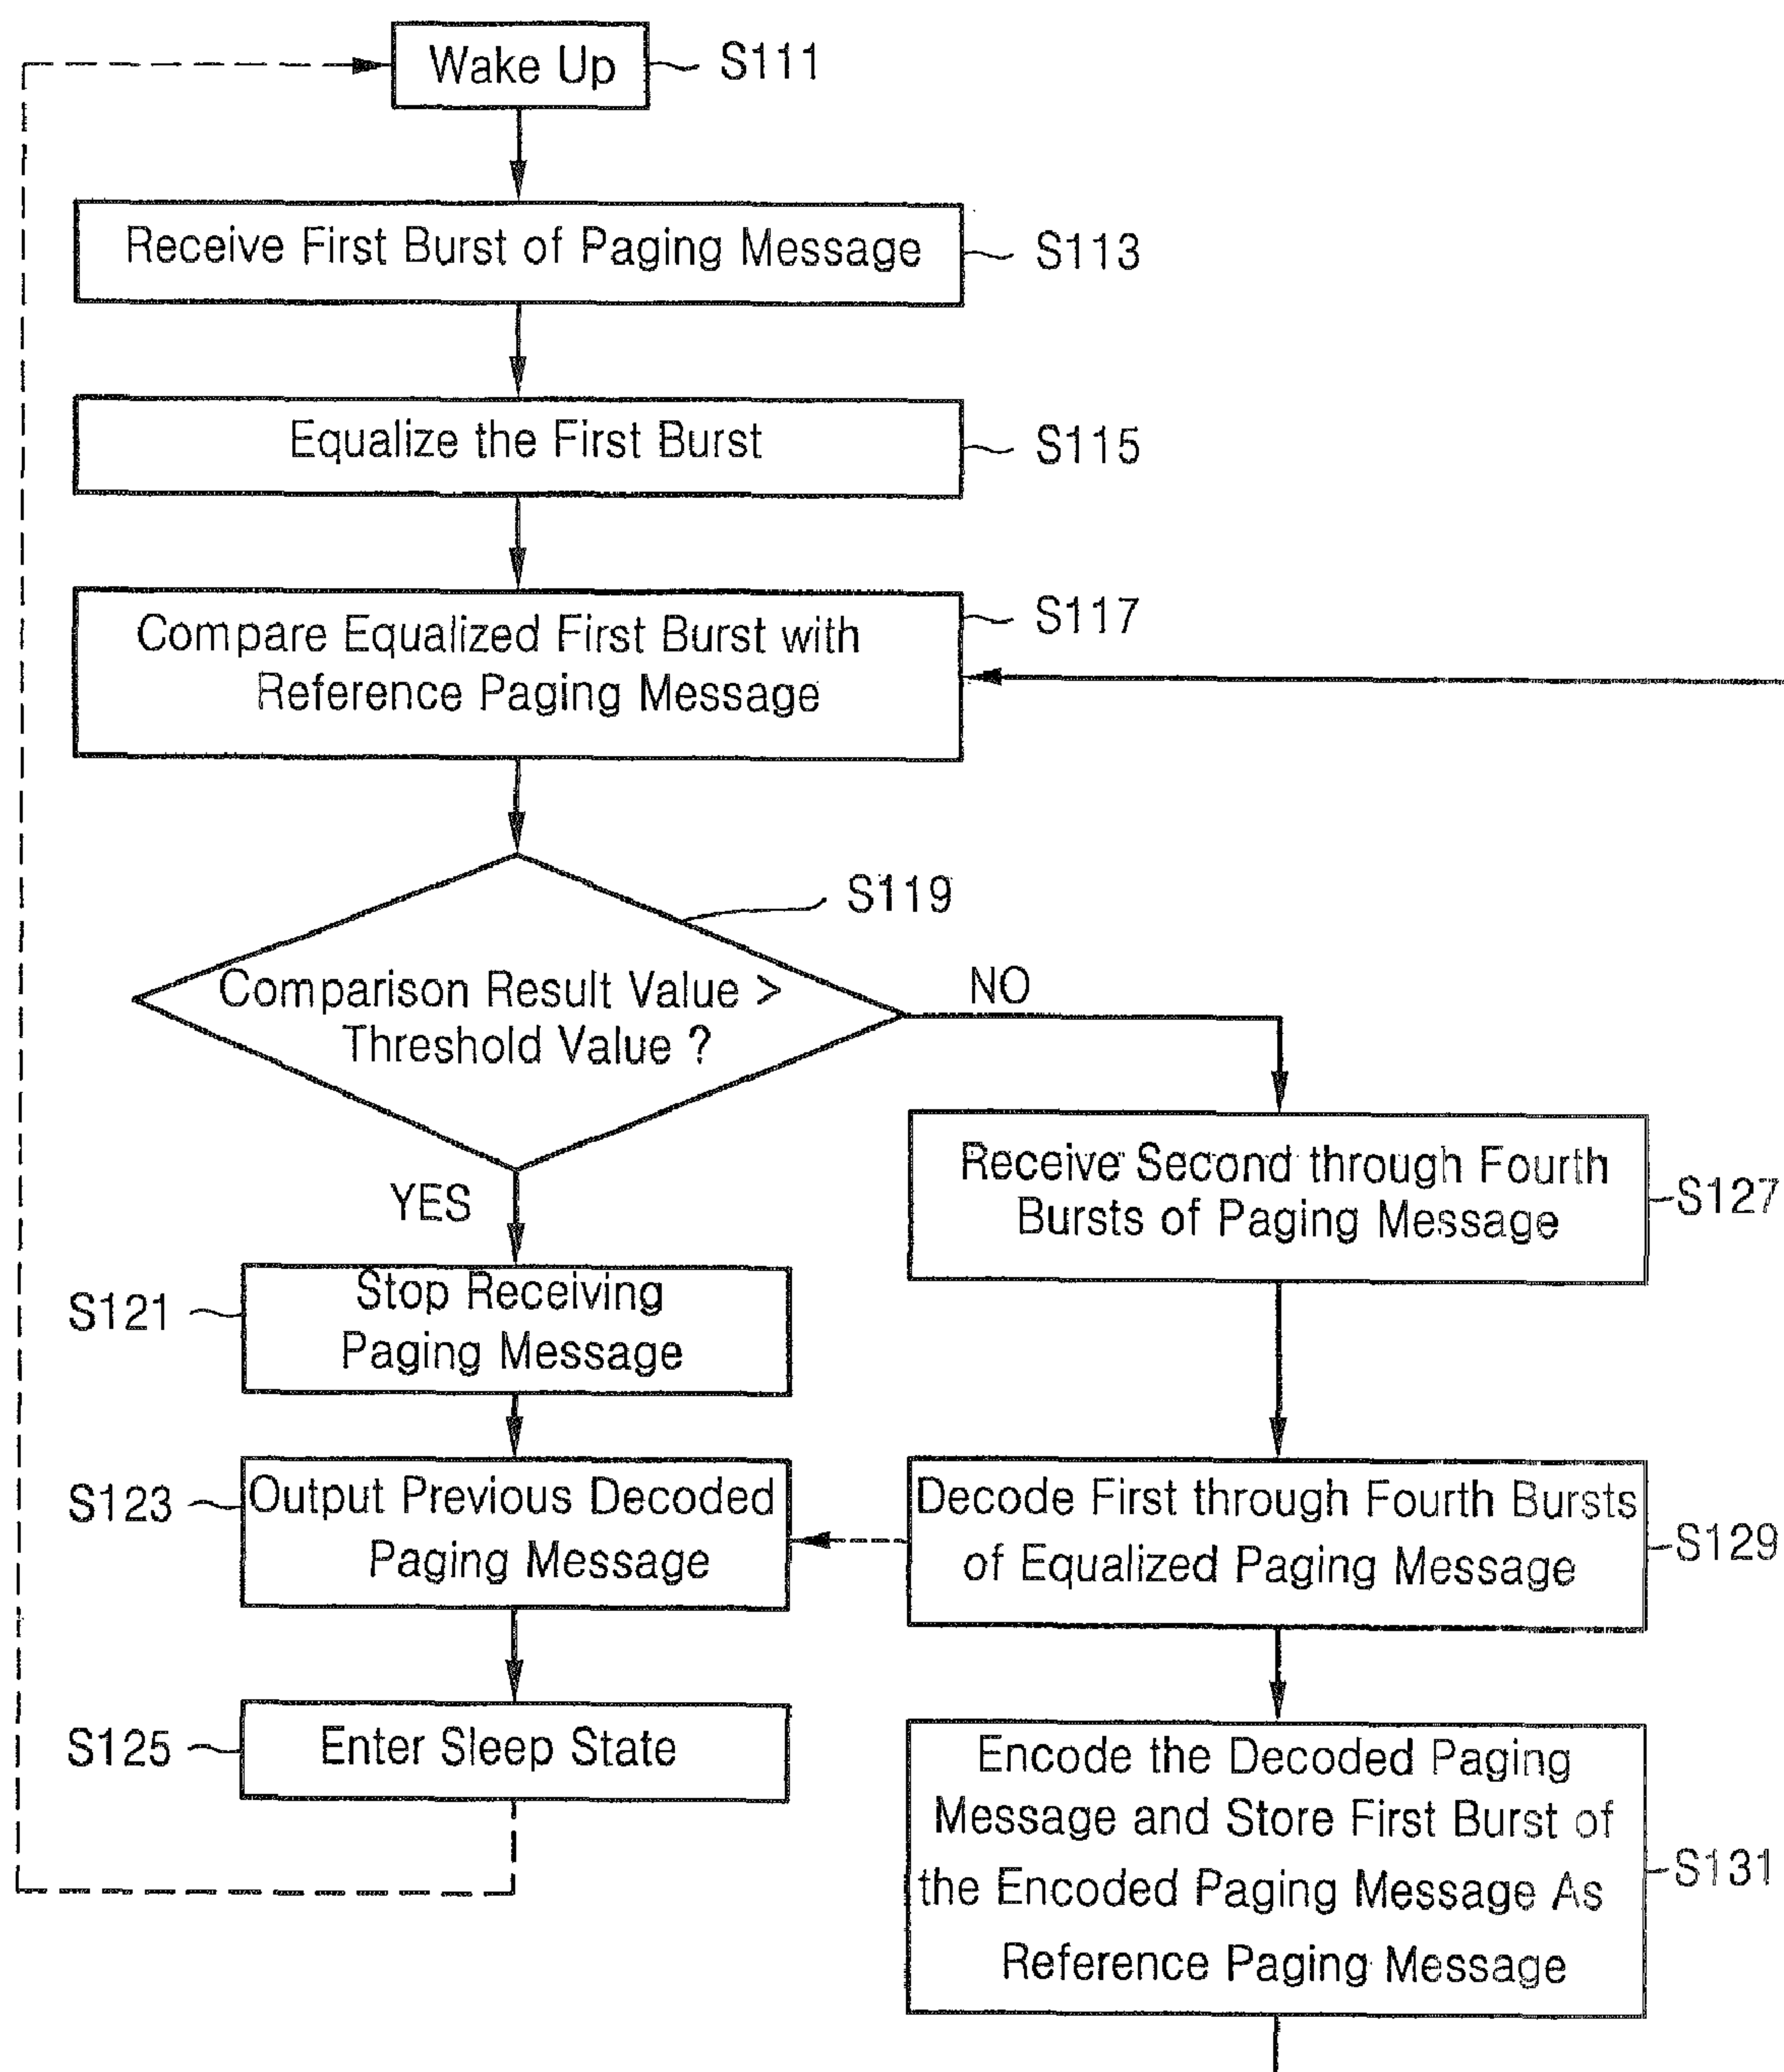 Wake Up
S111
Receive First Burst of Paging Message
S113
Equalize the First Burst
S115
Compare Equalized First Burst with
Reference Paging Message
S117
S119
Comparison Result Value >
Threshold Value ?
NO
YES
Receive Second through Fourth
Bursts of Paging Message
S127
S121
Stop Receiving
Paging Message
S123
Output Previous Decoded
Paging Message
Decode First through Fourth Bursts
of Equalized Paging Message
S129
S125
Enter Sleep State
Encode the Decoded Paging
Message and Store First Burst of
the Encoded Paging Message As
Reference Paging Message
S131